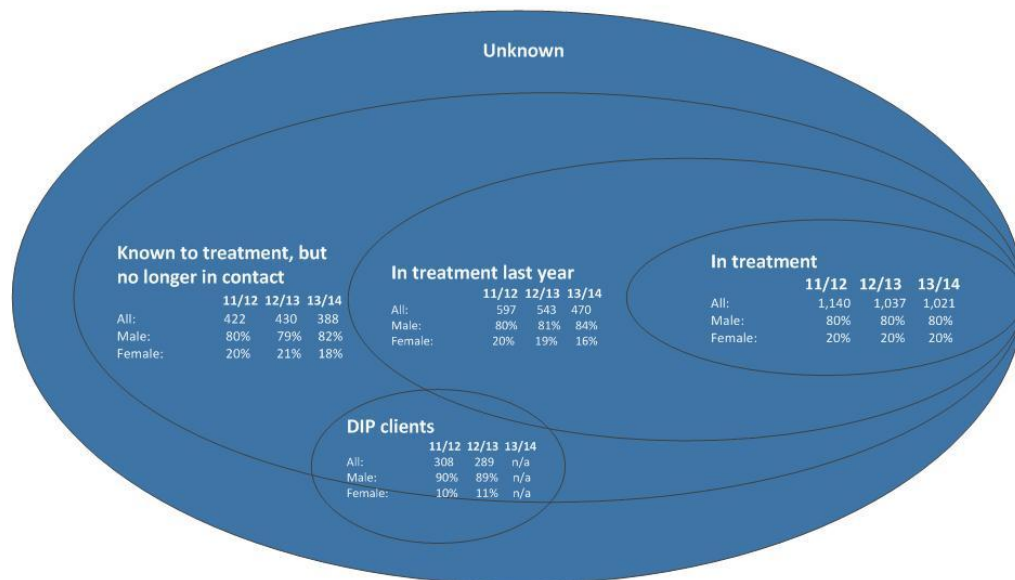 Unknown
Known to treatment, but
no longer in contact
11/12 12/13 13/14
All: 422 430 388
Male: 80% 79% 82%
Female: 20% 21% 18%
In treatment last year
11/12 12/13 13/14
All: 597 543 470
Male: 80% 81% 84%
Female: 20% 19% 16%
In treatment
11/12 12/13 13/14
All: 1,140 1,037 1,021
Male: 80% 80% 80%
Female: 20% 20% 20%
DIP clients
11/12 12/13 13/14
All: 308 289 n/a
Male: 90% 89% n/a
Female: 10% 11% n/a